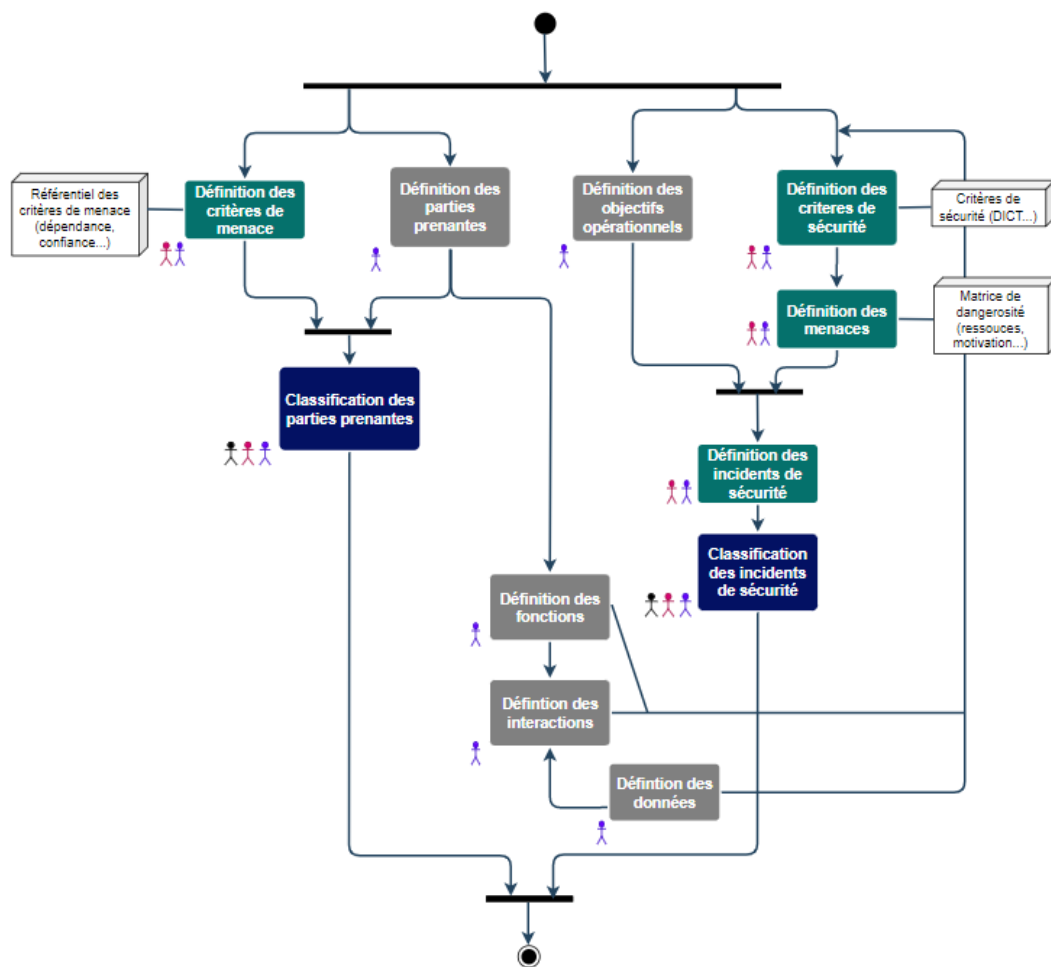 Référentiel des
critères de menace
(dépendance,
confiance...)
Définition des
critères de
menace
Définition des
parties
prenantes
Définition des
objectifs
opérationnels
Définition des
criteres de
sécurité
Critères de
sécurité (DICT...)
Définition des
menaces
Matrice de
dangerosité
(ressouces,
motivation...)
Classification des
parties prenantes
Définition des
incidents de
sécurité
Classification
des incidents
de sécurité
Définition des
fonctions
Défintion des
interactions
Défintion des
données